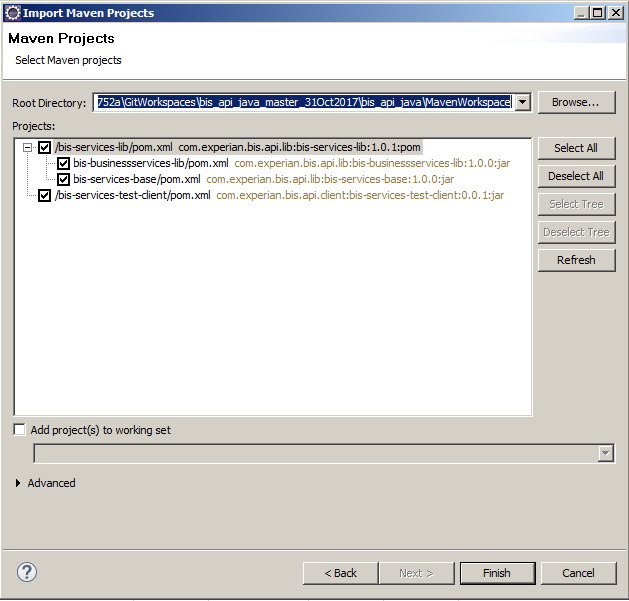 Import Maven Projects
Maven Projects
Select Maven projects
Root Directory: 752a\GitWorkspaces\bis_api_java_master_31Oct2017\bis_api_java\MavenWorkspace Browse...
Projects:
/bis-services-lib/pom.xml com.experian.bis.api.lib:bis-services-lib:1.0.1:pom
bis-businessservices-lib/pom.xml com.experian.bis.api.lib:bis-businessservices-lib:1.0.0:jar
bis-services-base/pom.xml com.experian.bis.api.lib:bis-services-base:1.0.0:jar
/bis-services-test-client/pom.xml com.experian.bis.api.client:bis-services-test-client:0.0.1:jar
Select All
Deselect All
Select Tree
Deselect Tree
Refresh
Add project(s) to working set
Advanced
? < Back Next > Finish Cancel